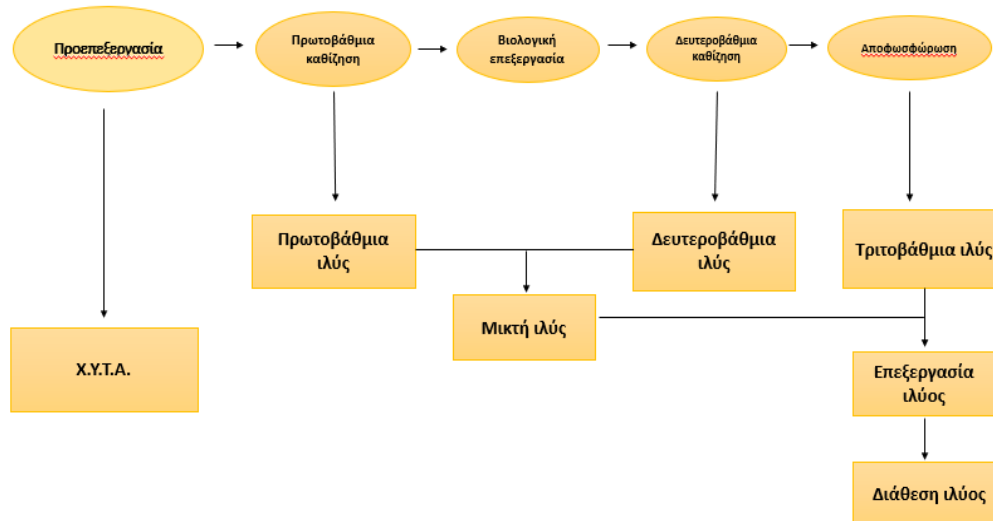 Προεπεξεργασία
Πρωτοβάθμια
καθίζηση
Βιολογική
επεξεργασία
Δευτεροβάθμια
καθίζηση
Αποφωσφώρωση
Πρωτοβάθμια
ιλύς
Δευτεροβάθμια
ιλύς
Τριτοβάθμια ιλύς
Μικτή ιλύς
Χ.Υ.Τ.Α.
Επεξεργασία
ιλύος
Διάθεση ιλύος